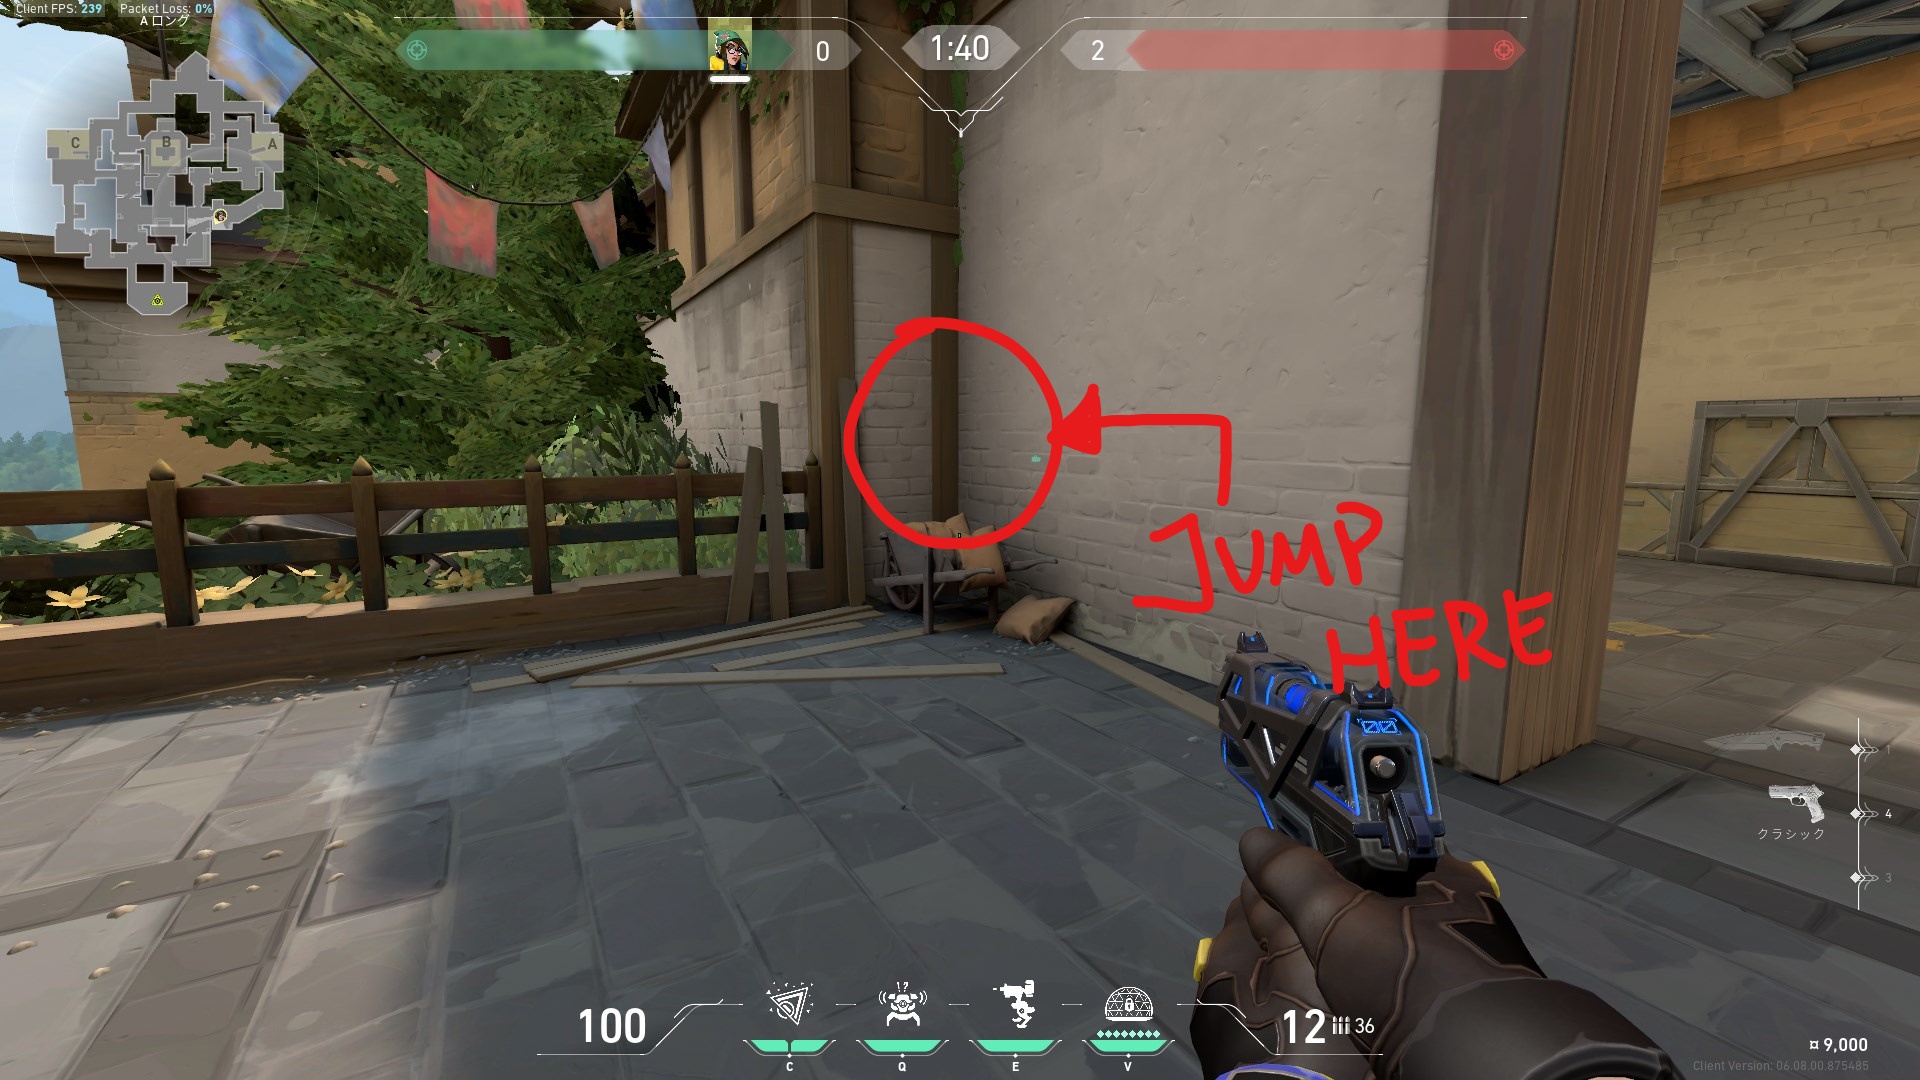 Client FPS: 239 Packet Loss: 0%
A ロング
0 1:40 2
C B A
JUMP
HERE
1
4
クラシック
3
100
12 36
C Q E V
¤ 9,000
Client Version: 06.08.00.875485